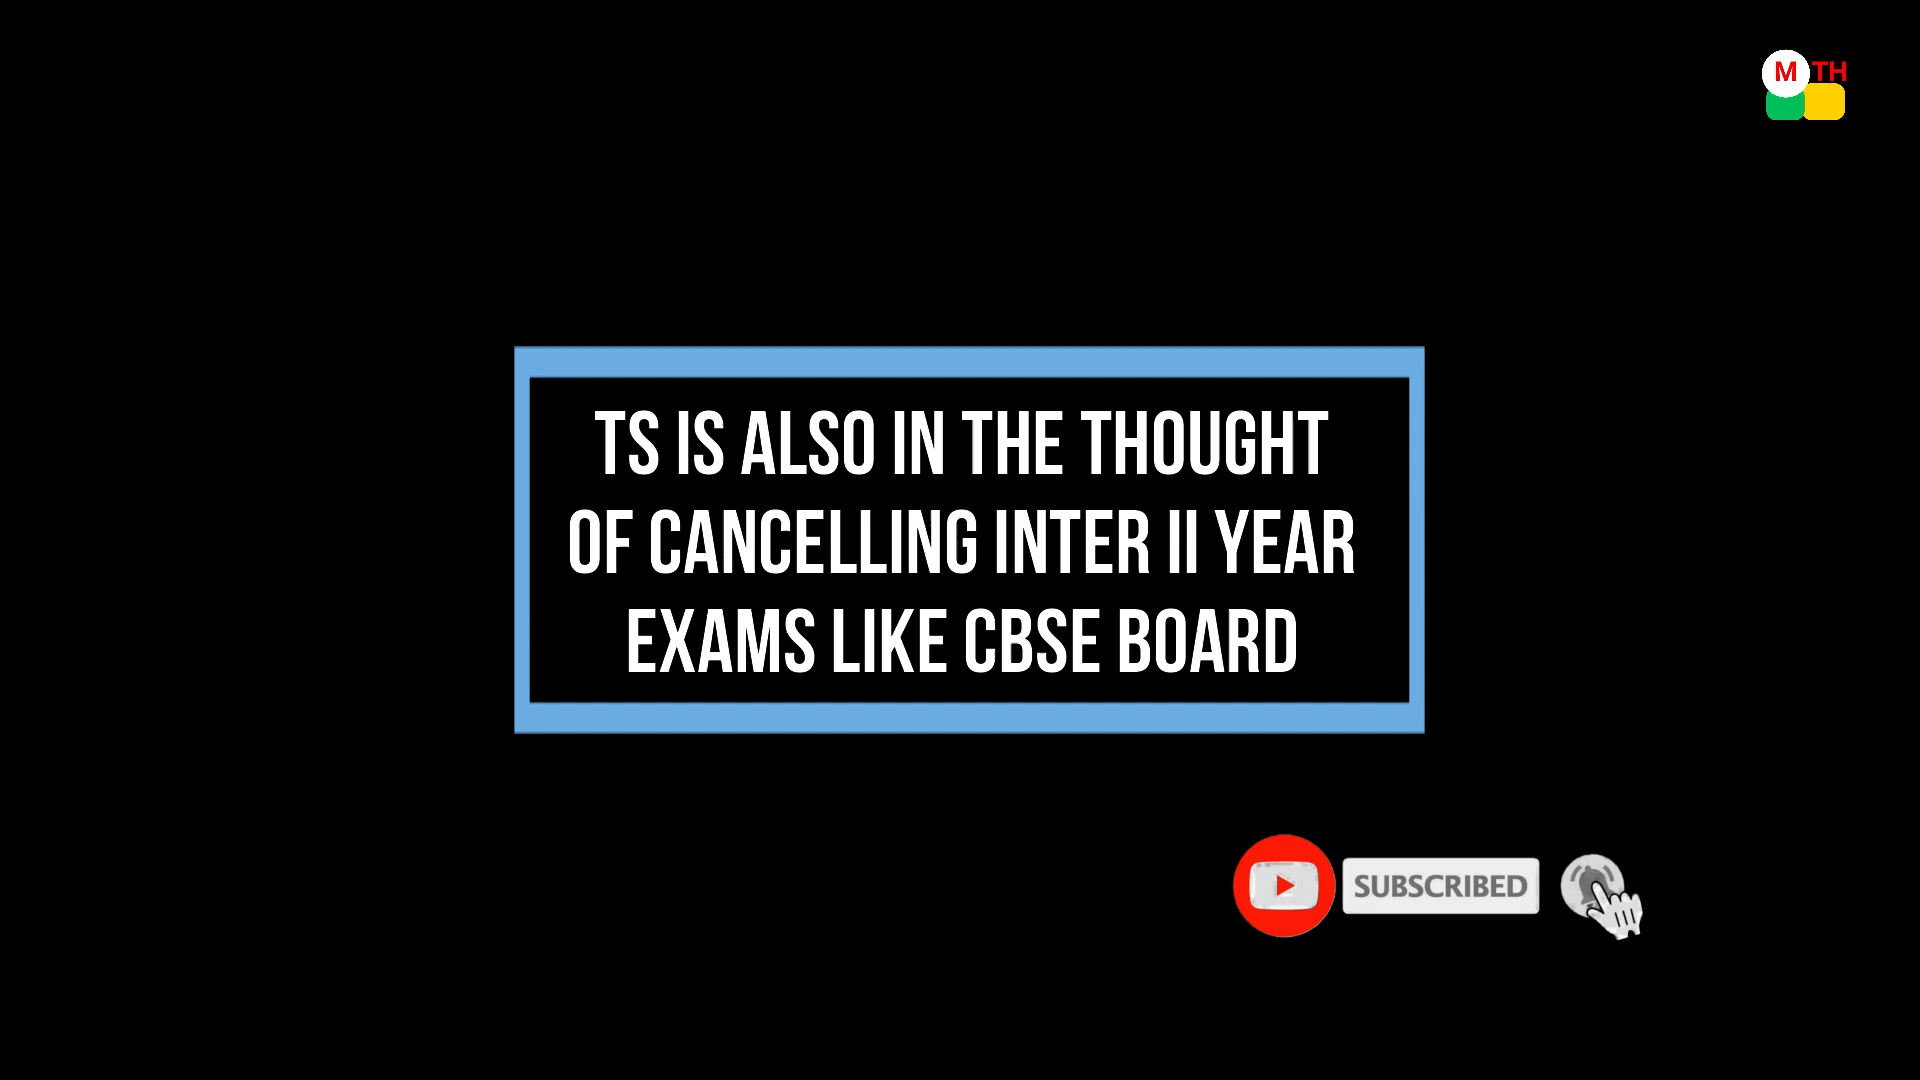 M TH
TS IS ALSO IN THE THOUGHT
OF CANCELLING INTER II YEAR
EXAMS LIKE CBSE BOARD
SUBSCRIBED